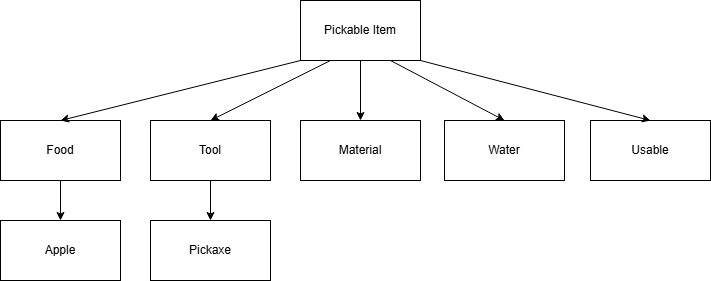 Pickable Item
Food
Tool
Material
Water
Usable
Apple
Pickaxe